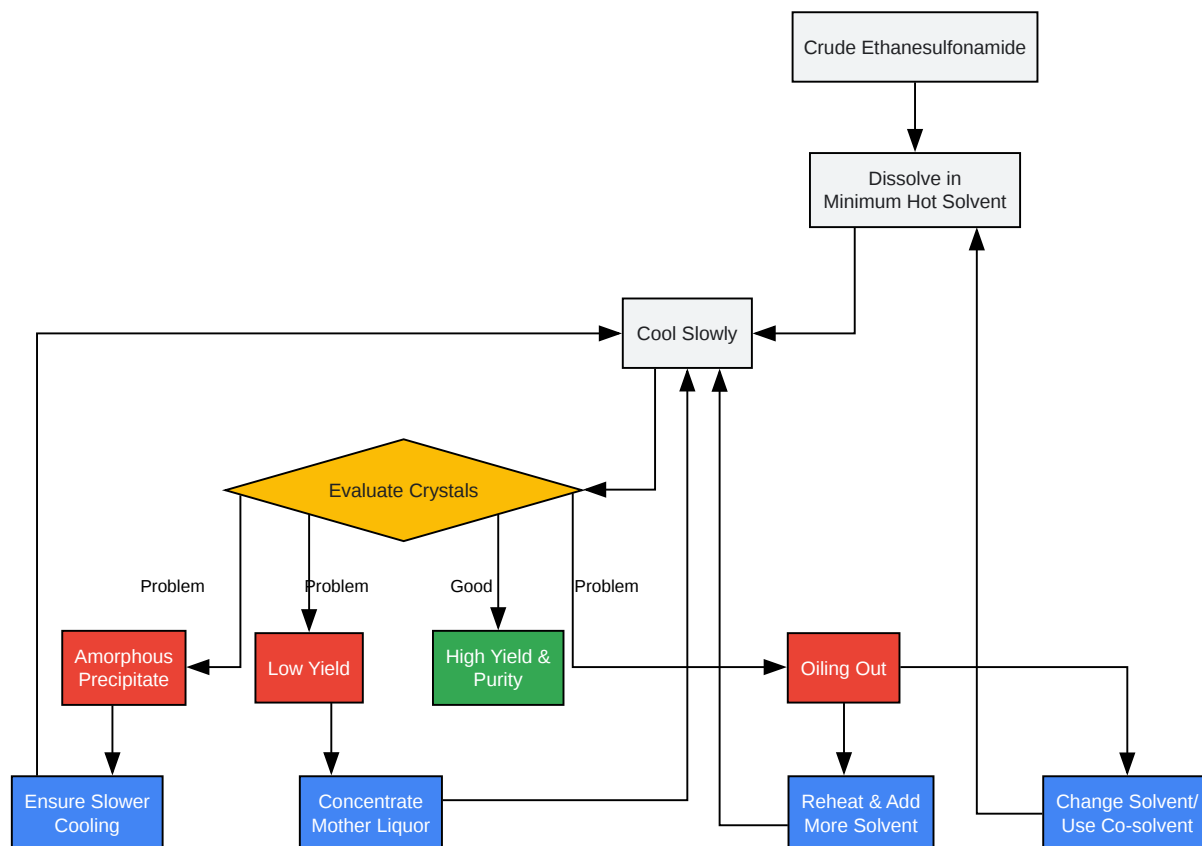 Crude Ethanesulfonamide
Dissolve in
Minimum Hot Solvent
Cool Slowly
Evaluate Crystals
Problem
Problem
Good
Problem
Amorphous
Precipitate
Low Yield
High Yield &
Purity
Oiling Out
Ensure Slower
Cooling
Concentrate
Mother Liquor
Reheat & Add
More Solvent
Change Solvent/
Use Co-solvent